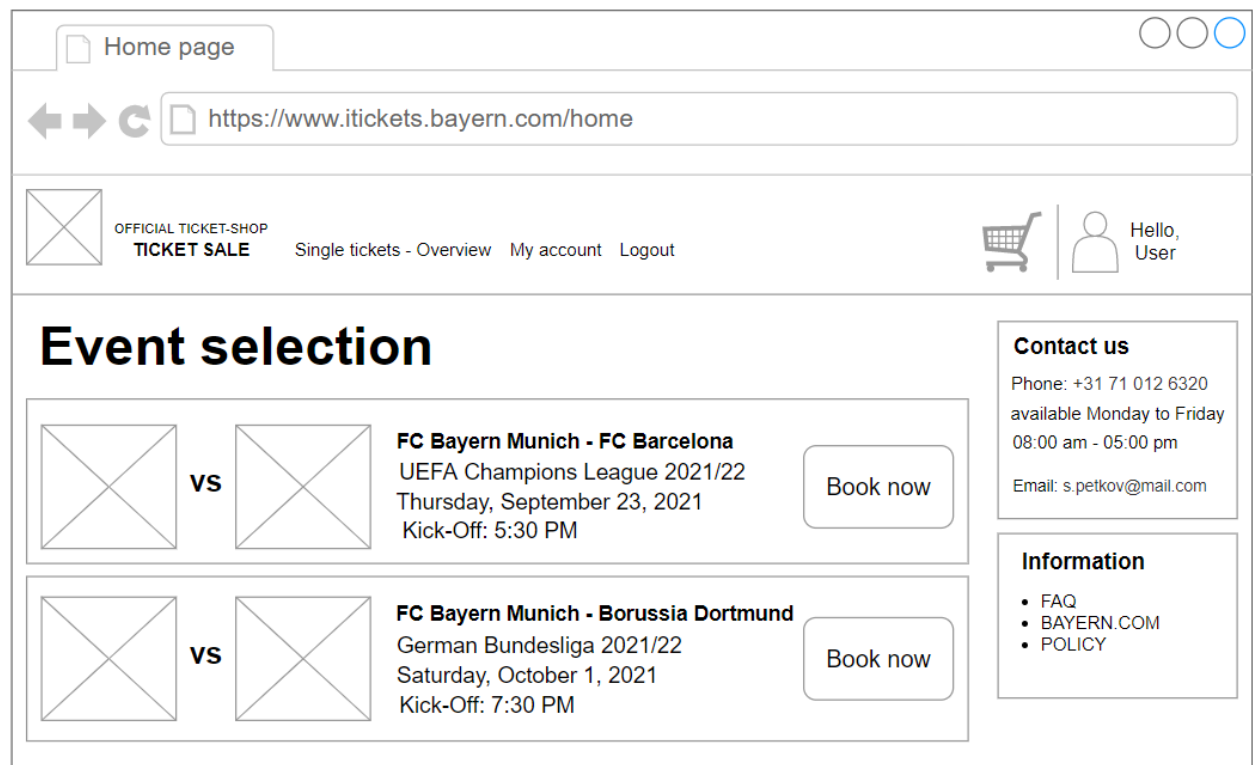 Home page
https://www.itickets.bayern.com/home
OFFICIAL TICKET-SHOP
TICKET SALE
Single tickets - Overview My account Logout
Hello,
User
Event selection
VS
FC Bayern Munich - FC Barcelona
UEFA Champions League 2021/22
Thursday, September 23, 2021
Kick-Off: 5:30 PM
Book now
VS
FC Bayern Munich - Borussia Dortmund
German Bundesliga 2021/22
Saturday, October 1, 2021
Kick-Off: 7:30 PM
Book now
Contact us
Phone: +31 71 012 6320
available Monday to Friday
08:00 am - 05:00 pm
Email: s.petkov@mail.com
Information
• FAQ
• BAYERN.COM
• POLICY